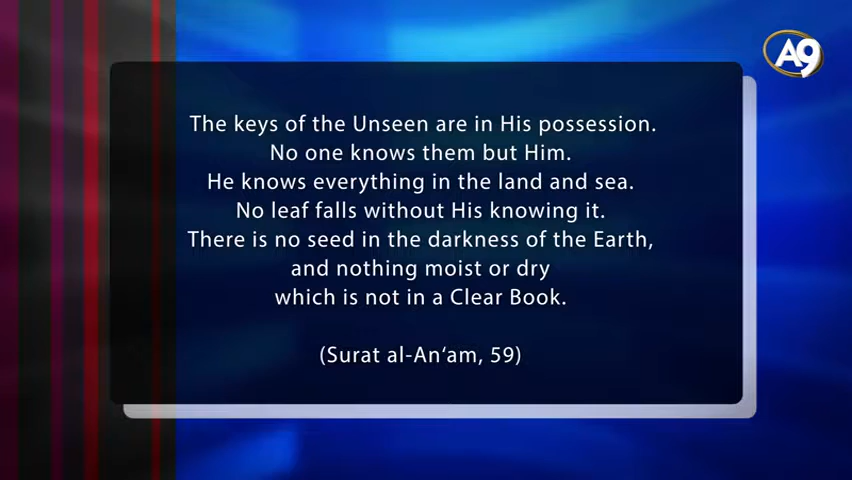 A9
The keys of the Unseen are in His possession.
No one knows them but Him.
He knows everything in the land and sea.
No leaf falls without His knowing it.
There is no seed in the darkness of the Earth,
and nothing moist or dry
which is not in a Clear Book.
(Surat al-An‘am, 59)